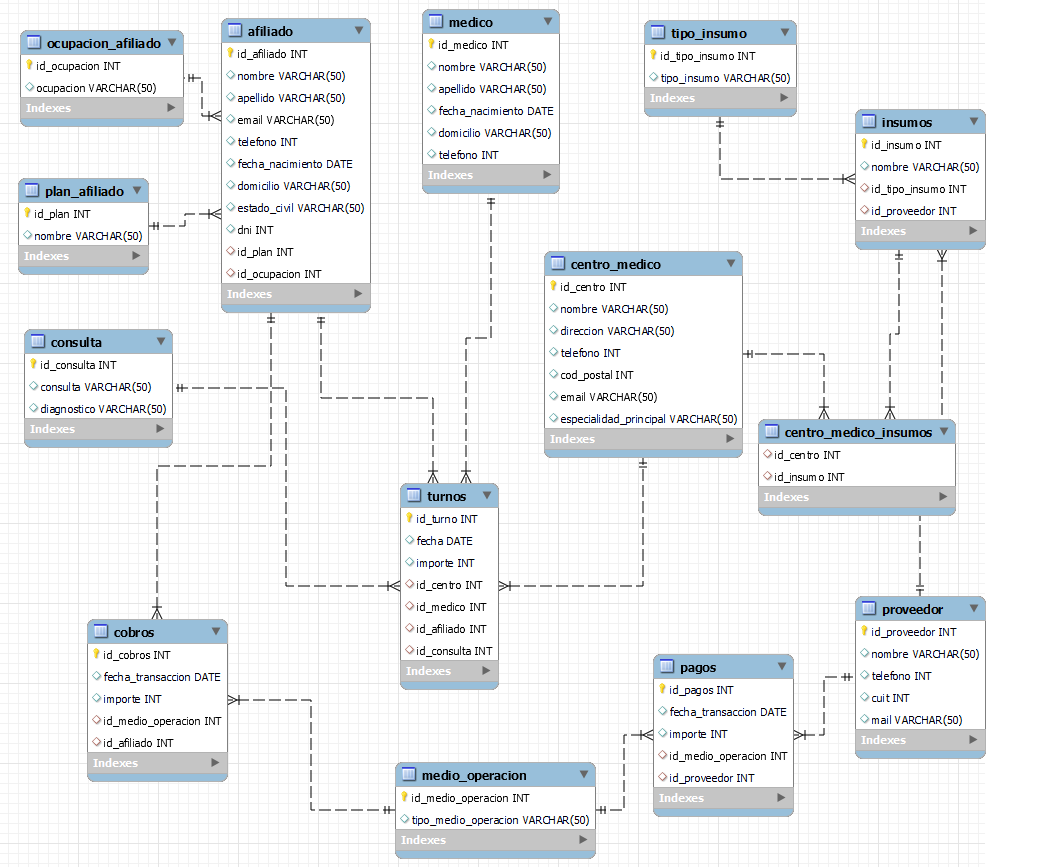 ocupacion_afiliado
id_ocupacion INT
ocupacion VARCHAR(50)
Indexes
afiliado
id_afiliado INT
nombre VARCHAR(50)
apellido VARCHAR(50)
email VARCHAR(50)
telefono INT
fecha_nacimiento DATE
domicilio VARCHAR(50)
estado_civil VARCHAR(50)
dni INT
id_plan INT
id_ocupacion INT
Indexes
medico
id_medico INT
nombre VARCHAR(50)
apellido VARCHAR(50)
fecha_nacimiento DATE
domicilio VARCHAR(50)
telefono INT
Indexes
tipo_insumo
id_tipo_insumo INT
tipo_insumo VARCHAR(50)
Indexes
insumos
id_insumo INT
nombre VARCHAR(50)
id_tipo_insumo INT
id_proveedor INT
Indexes
plan_afiliado
id_plan INT
nombre VARCHAR(50)
Indexes
centro_medico
id_centro INT
nombre VARCHAR(50)
direccion VARCHAR(50)
telefono INT
cod_postal INT
email VARCHAR(50)
especialidad_principal VARCHAR(50)
Indexes
consulta
id_consulta INT
consulta VARCHAR(50)
diagnostico VARCHAR(50)
Indexes
centro_medico_insumos
id_centro INT
id_insumo INT
Indexes
turnos
id_turno INT
fecha DATE
importe INT
id_centro INT
id_medico INT
id_afiliado INT
id_consulta INT
Indexes
proveedor
id_proveedor INT
nombre VARCHAR(50)
telefono INT
cuit INT
mail VARCHAR(50)
Indexes
cobros
id_cobros INT
fecha_transaccion DATE
importe INT
id_medio_operacion INT
id_afiliado INT
Indexes
pagos
id_pagos INT
fecha_transaccion DATE
importe INT
id_medio_operacion INT
id_proveedor INT
Indexes
medio_operacion
id_medio_operacion INT
tipo_medio_operacion VARCHAR(50)
Indexes